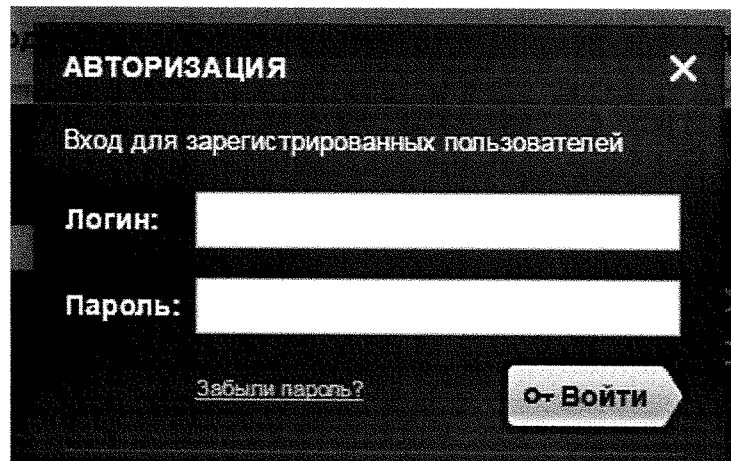 АВТОРИЗАЦИЯ
Вход для зарегистрированных пользователей
Логин:
Пароль:
Забыли пароль?
Войти